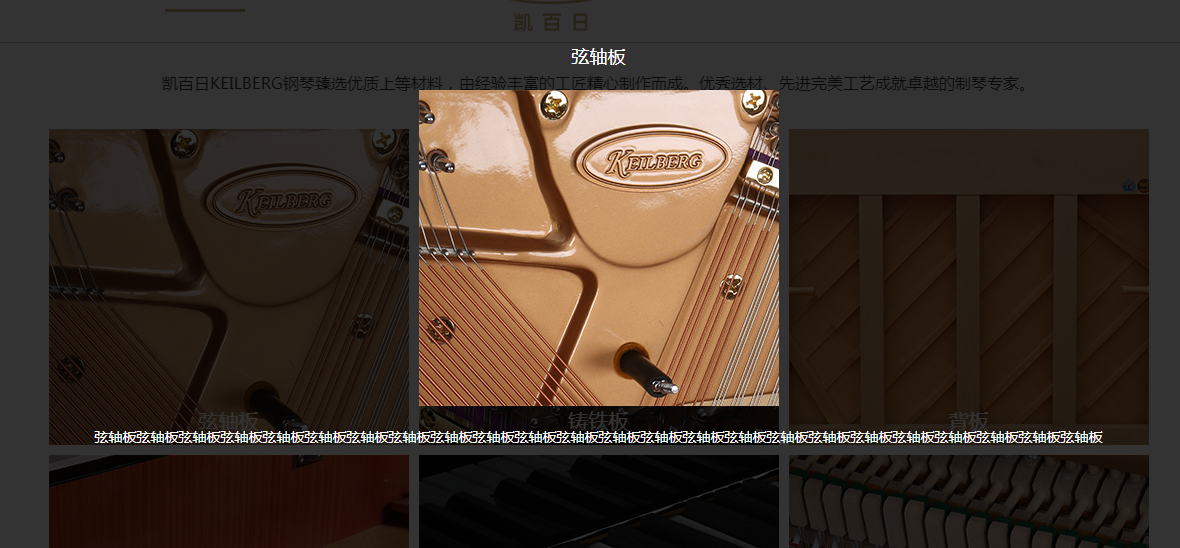 凯百日
弦轴板
凯百日KEILBERG钢琴臻选优质上等材料，由经验丰富的工匠精心制作而成。优秀选材，先进完美工艺成就卓越的制琴专家。
KEILBERG
KEILBERG
弦轴板
铸铁板
背板
弦轴板弦轴板弦轴板弦轴板弦轴板弦轴板弦轴板弦轴板弦轴板弦轴板弦轴板弦轴板弦轴板弦轴板弦轴板弦轴板弦轴板弦轴板弦轴板弦轴板弦轴板弦轴板弦轴板弦轴板